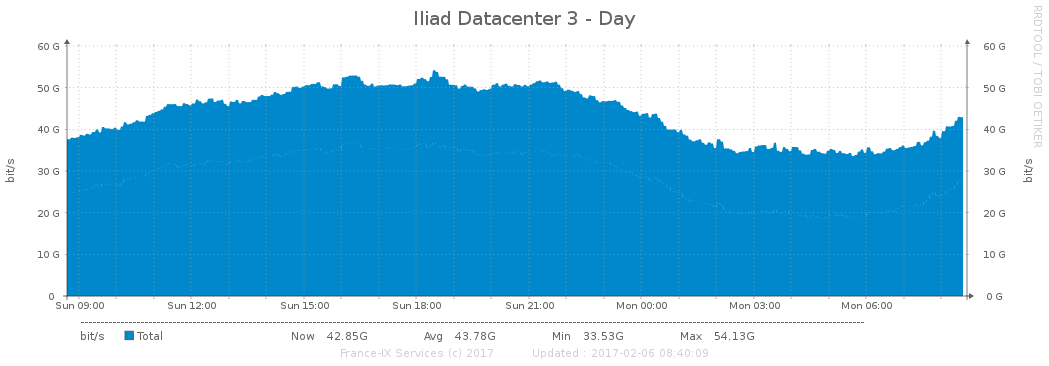 Iliad Datacenter 3 - Day
RRDTOOL / TOBI OETIKER
60 G 60 G
50 G 50 G
40 G 40 G
30 G 30 G
20 G 20 G
10 G 10 G
0 0 G
bit/s bit/s
Sun 09:00 Sun 12:00 Sun 15:00 Sun 18:00 Sun 21:00 Mon 00:00 Mon 03:00 Mon 06:00
bit/s Total Now 42.85G Avg 43.78G Min 33.53G Max 54.13G
France-IX Services (c) 2017 Updated : 2017-02-06 08:40:09